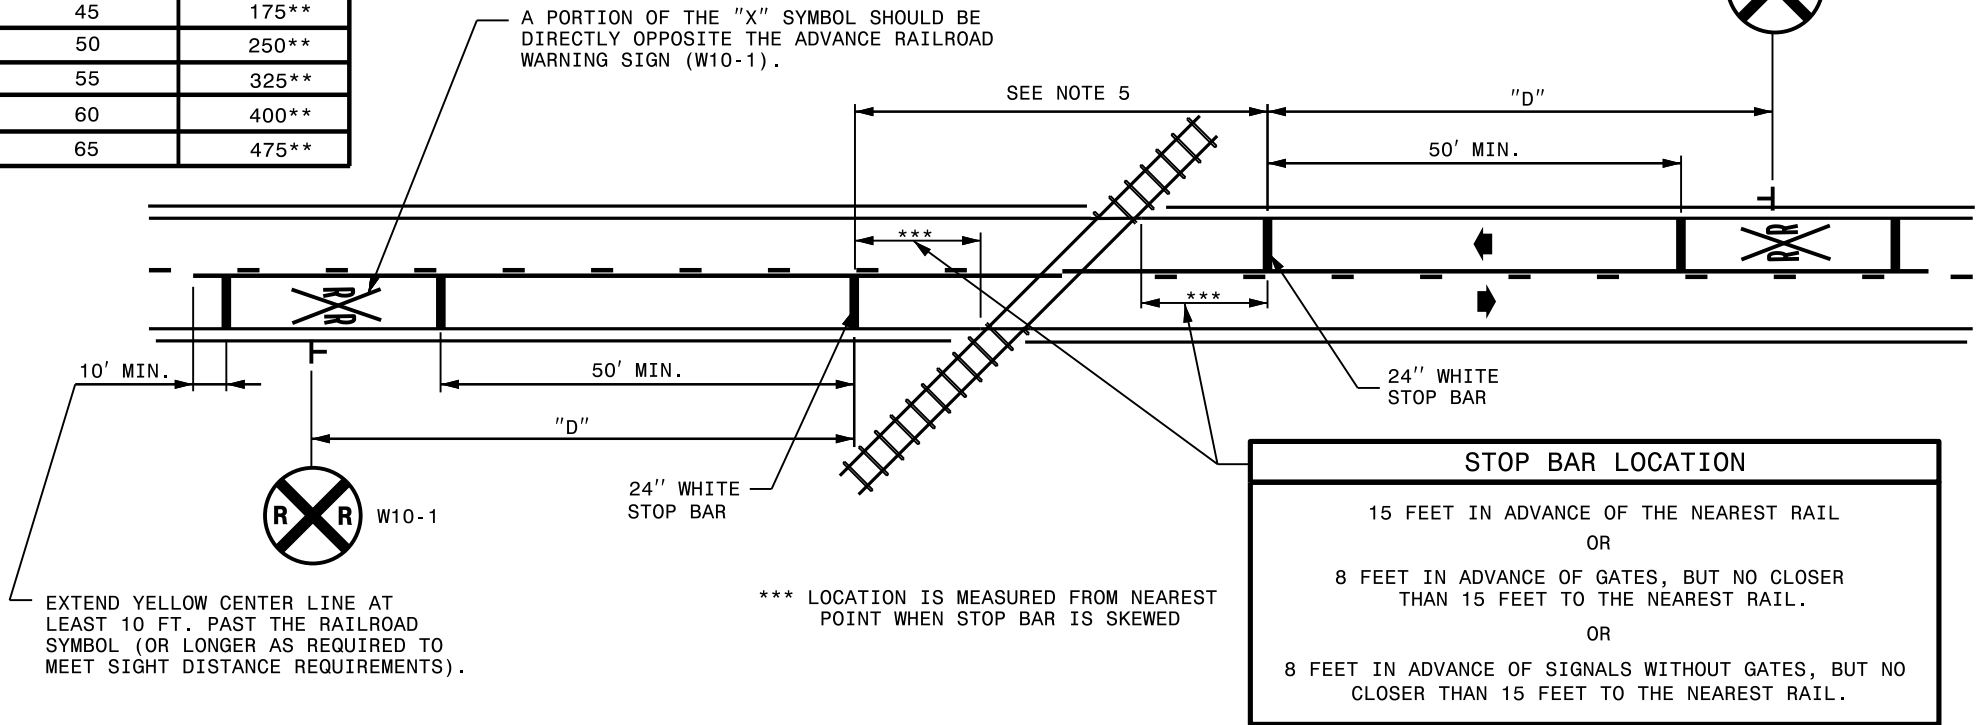 45 175**
50 250**
55 325**
60 400**
65 475**
A PORTION OF THE "X" SYMBOL SHOULD BE
DIRECTLY OPPOSITE THE ADVANCE RAILROAD
WARNING SIGN (W10-1).
SEE NOTE 5
"D"
50' MIN.
***
***
R R
R R
10' MIN.
50' MIN.
"D"
24'' WHITE
STOP BAR
24'' WHITE
STOP BAR
R R W10-1
EXTEND YELLOW CENTER LINE AT
LEAST 10 FT. PAST THE RAILROAD
SYMBOL (OR LONGER AS REQUIRED TO
MEET SIGHT DISTANCE REQUIREMENTS).
*** LOCATION IS MEASURED FROM NEAREST
POINT WHEN STOP BAR IS SKEWED
STOP BAR LOCATION
15 FEET IN ADVANCE OF THE NEAREST RAIL
OR
8 FEET IN ADVANCE OF GATES, BUT NO CLOSER
THAN 15 FEET TO THE NEAREST RAIL.
OR
8 FEET IN ADVANCE OF SIGNALS WITHOUT GATES, BUT NO
CLOSER THAN 15 FEET TO THE NEAREST RAIL.